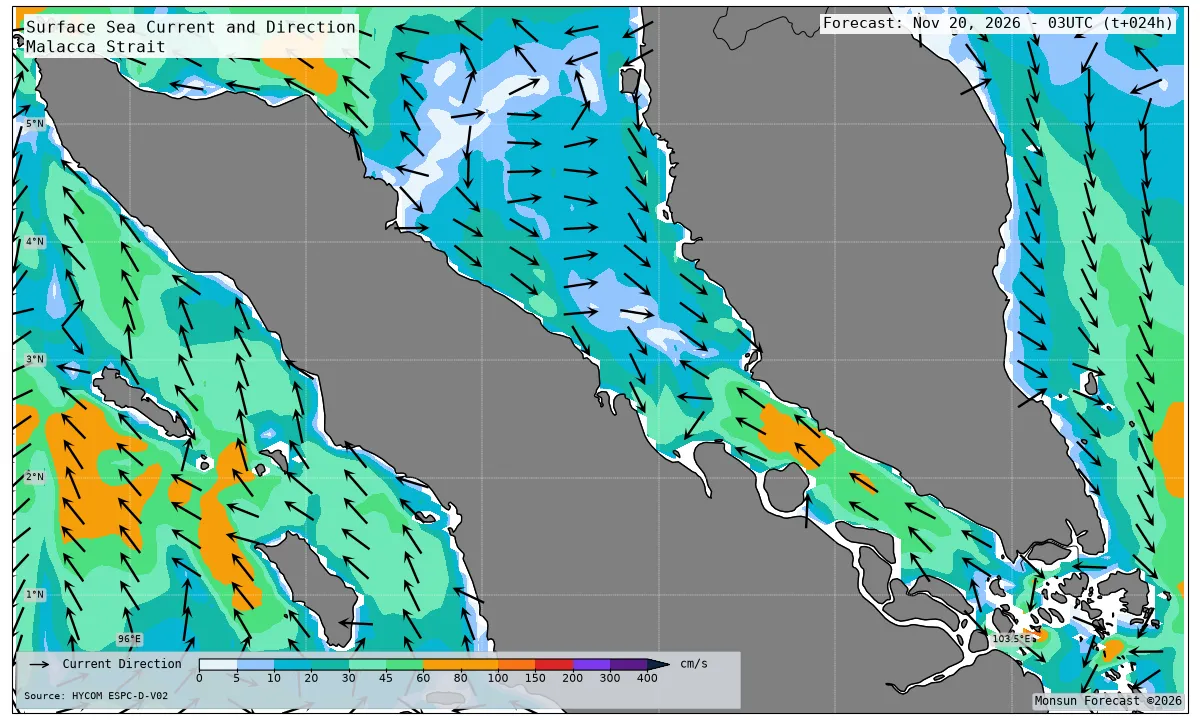 Surface Sea Current and Direction
Malacca Strait
Forecast: Nov 20, 2026 - 03UTC (t+024h)
5°N
4°N
3°N
2°N
1°N
96°E
103.5°E
Current Direction
0 5 10 20 30 45 60 80 100 150 200 300 400
cm/s
Source: HYCOM ESPC-D-V02
Monsun Forecast ©2026